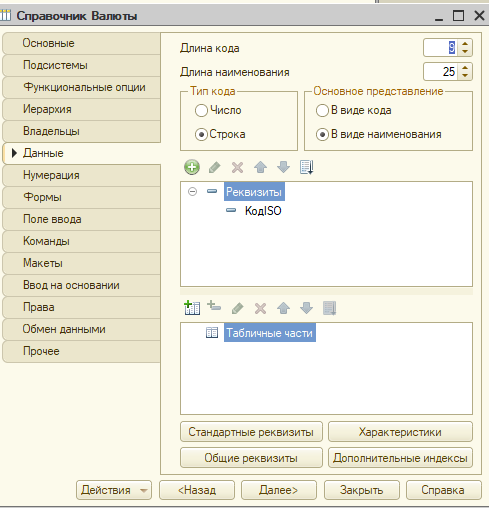 Справочник Валюты
Основные
Подсистемы
Функциональные опции
Иерархия
Владельцы
Данные
Нумерация
Формы
Поле ввода
Команды
Макеты
Ввод на основании
Права
Обмен данными
Прочее
Длина кода 9
Длина наименования 25
Тип кода
Число
Строка
Основное представление
В виде кода
В виде наименования
Реквизиты
КодISO
Табличные части
Стандартные реквизиты Характеристики
Общие реквизиты Дополнительные индексы
Действия <Назад Далее> Закрыть Справка